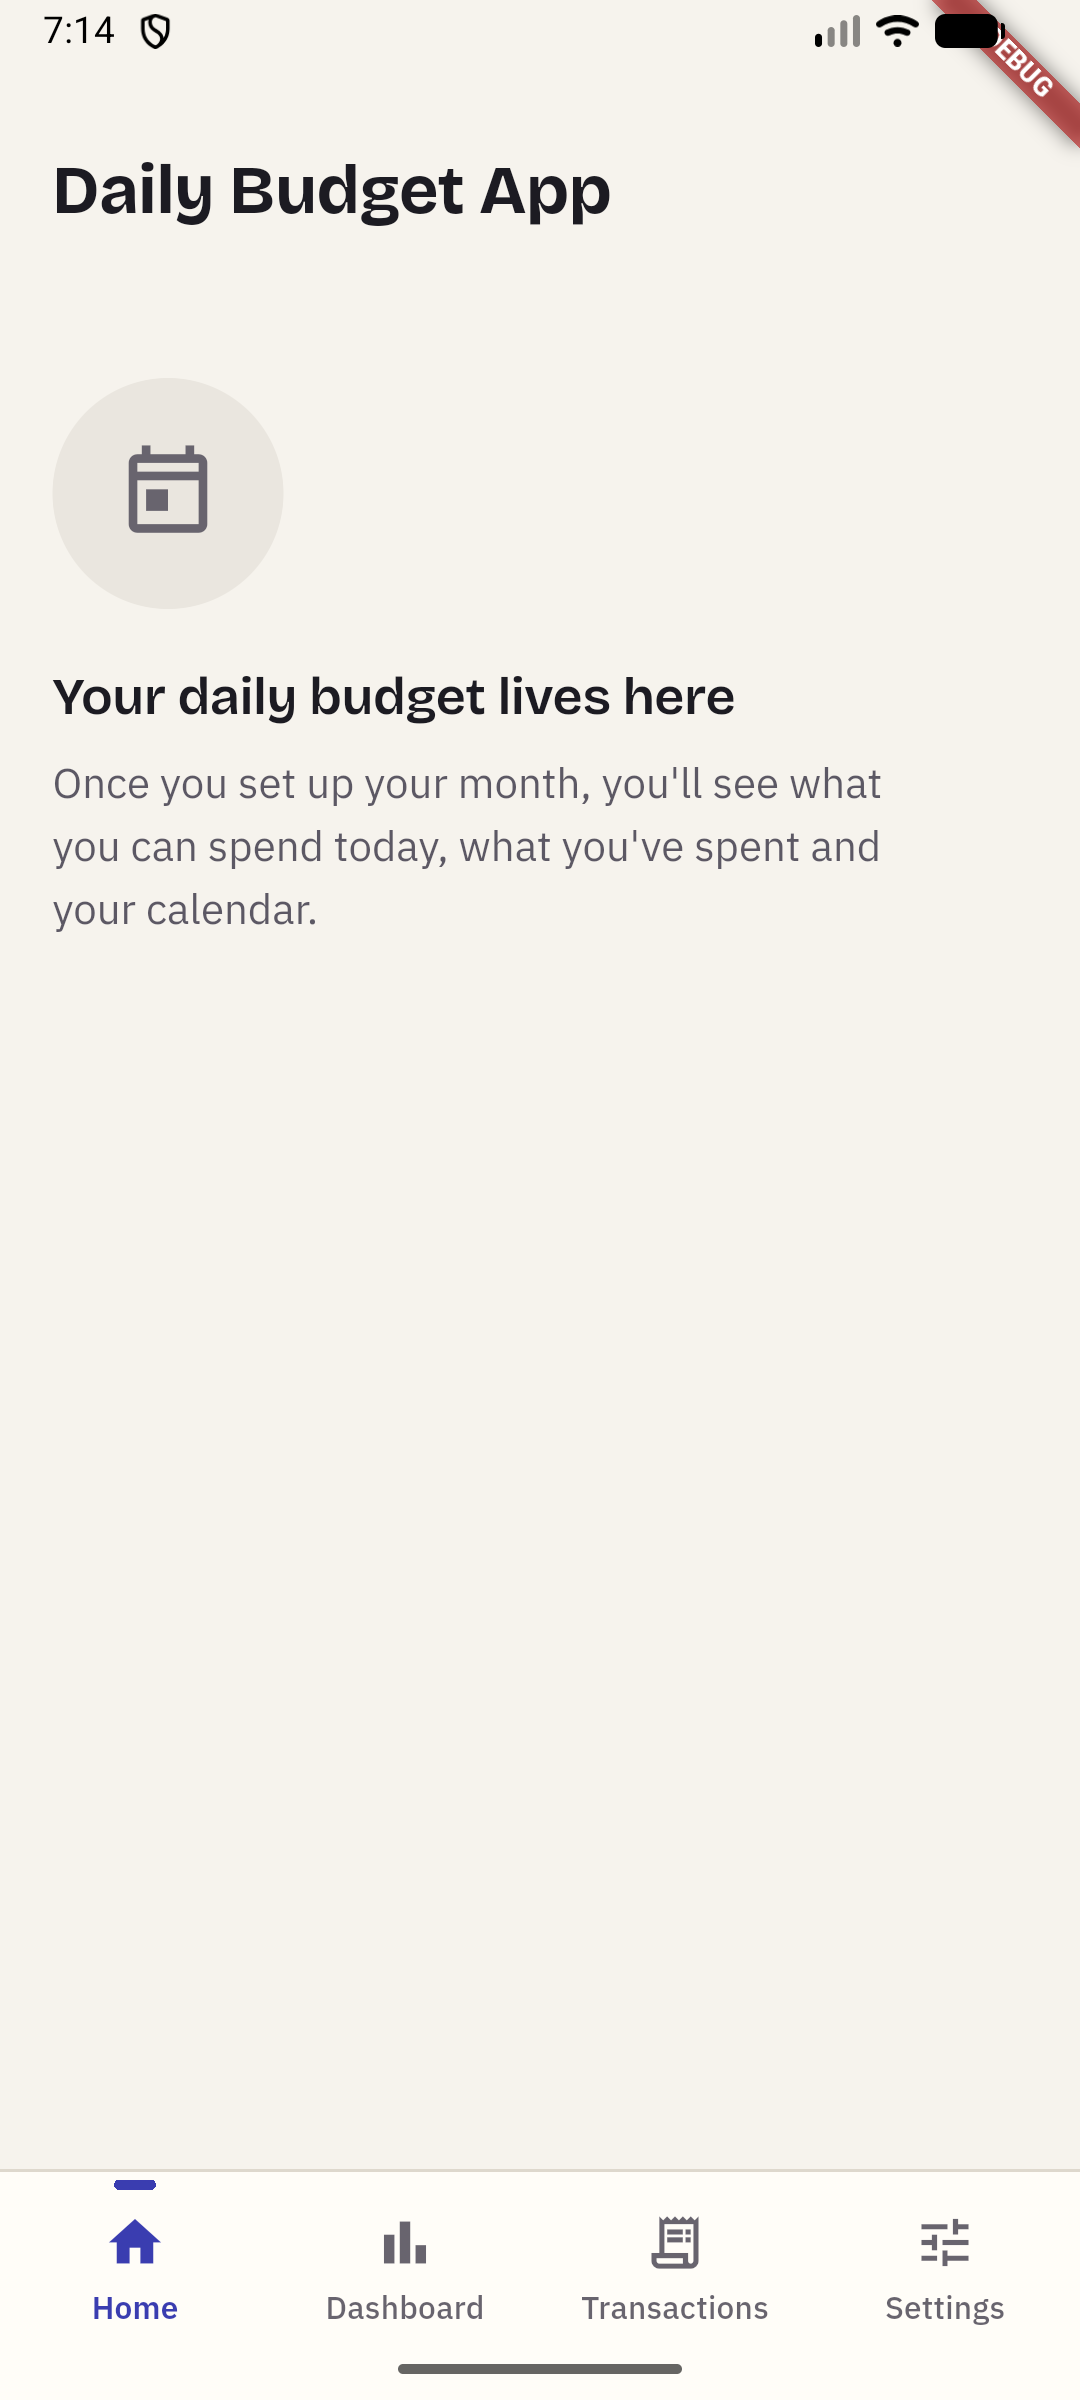 7:14
EBUG
Daily Budget App
Your daily budget lives here
Once you set up your month, you'll see what
you can spend today, what you've spent and
your calendar.
Home
Dashboard
Transactions
Settings